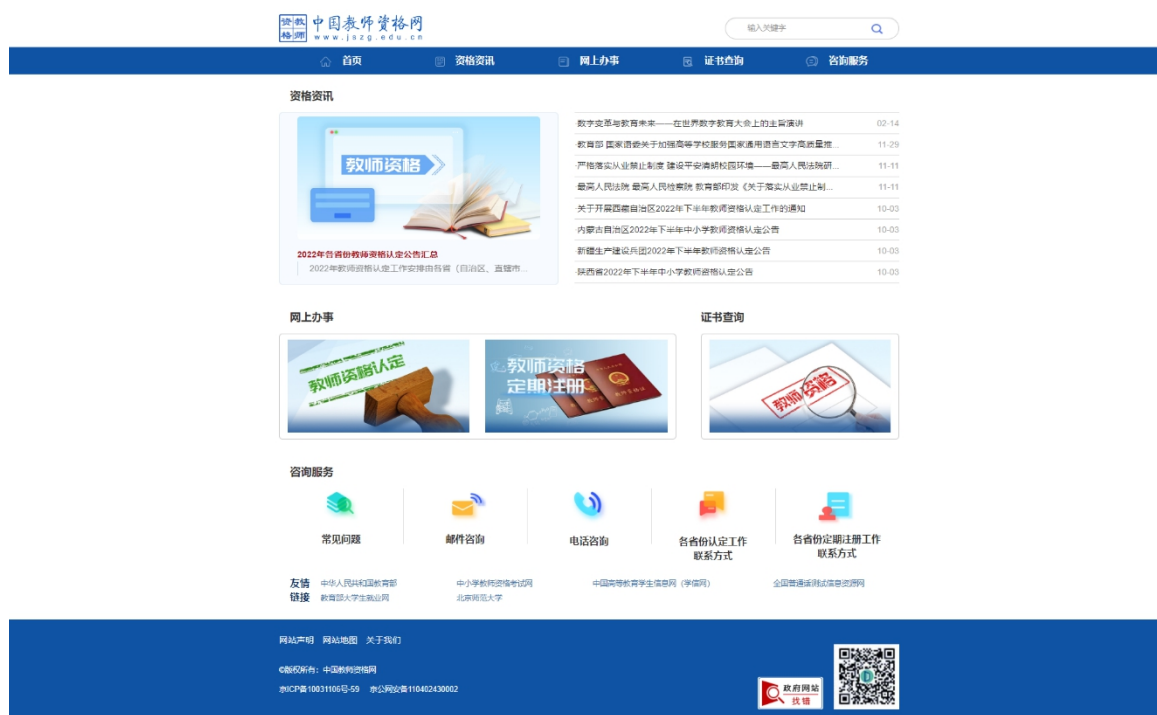 资教
格师
中国教师资格网
www.jszg.edu.cn
输入关键字
首页 资格资讯 网上办事 证书查询 咨询服务
资格资讯
教师资格
2022年各省份教师资格认定公告汇总
2022年教师资格认定工作安排由各省（自治区、直辖市...
数字变革与教育未来——在世界数字教育大会上的主旨演讲 02-14
·教育部 国家语委关于加强高等学校服务国家通用语言文字高质量推... 11-29
·严格落实从业禁止制度 建设平安清朗校园环境——最高人民法院研... 11-11
·最高人民法院 最高人民检察院 教育部印发《关于落实从业禁止制... 11-11
·关于开展西藏自治区2022年下半年教师资格认定工作的通知 10-03
·内蒙古自治区2022年下半年中小学教师资格认定公告 10-03
·新疆生产建设兵团2022年下半年教师资格认定公告 10-03
·陕西省2022年下半年中小学教师资格认定公告 10-03
网上办事
教师资格认定
教师资格
定期注册
证书查询
教师资格
咨询服务
常见问题
邮件咨询
电话咨询
各省份认定工作
联系方式
各省份定期注册工作
联系方式
友情
链接
中华人民共和国教育部 中小学教师资格考试网 中国高等教育学生信息网（学信网） 全国普通话测试信息资源网
教育部大学生就业网 北京师范大学
网站声明 网站地图 关于我们
©版权所有：中国教师资格网
京ICP备10031106号-59 京公网安备110402430002
政府网站
找错